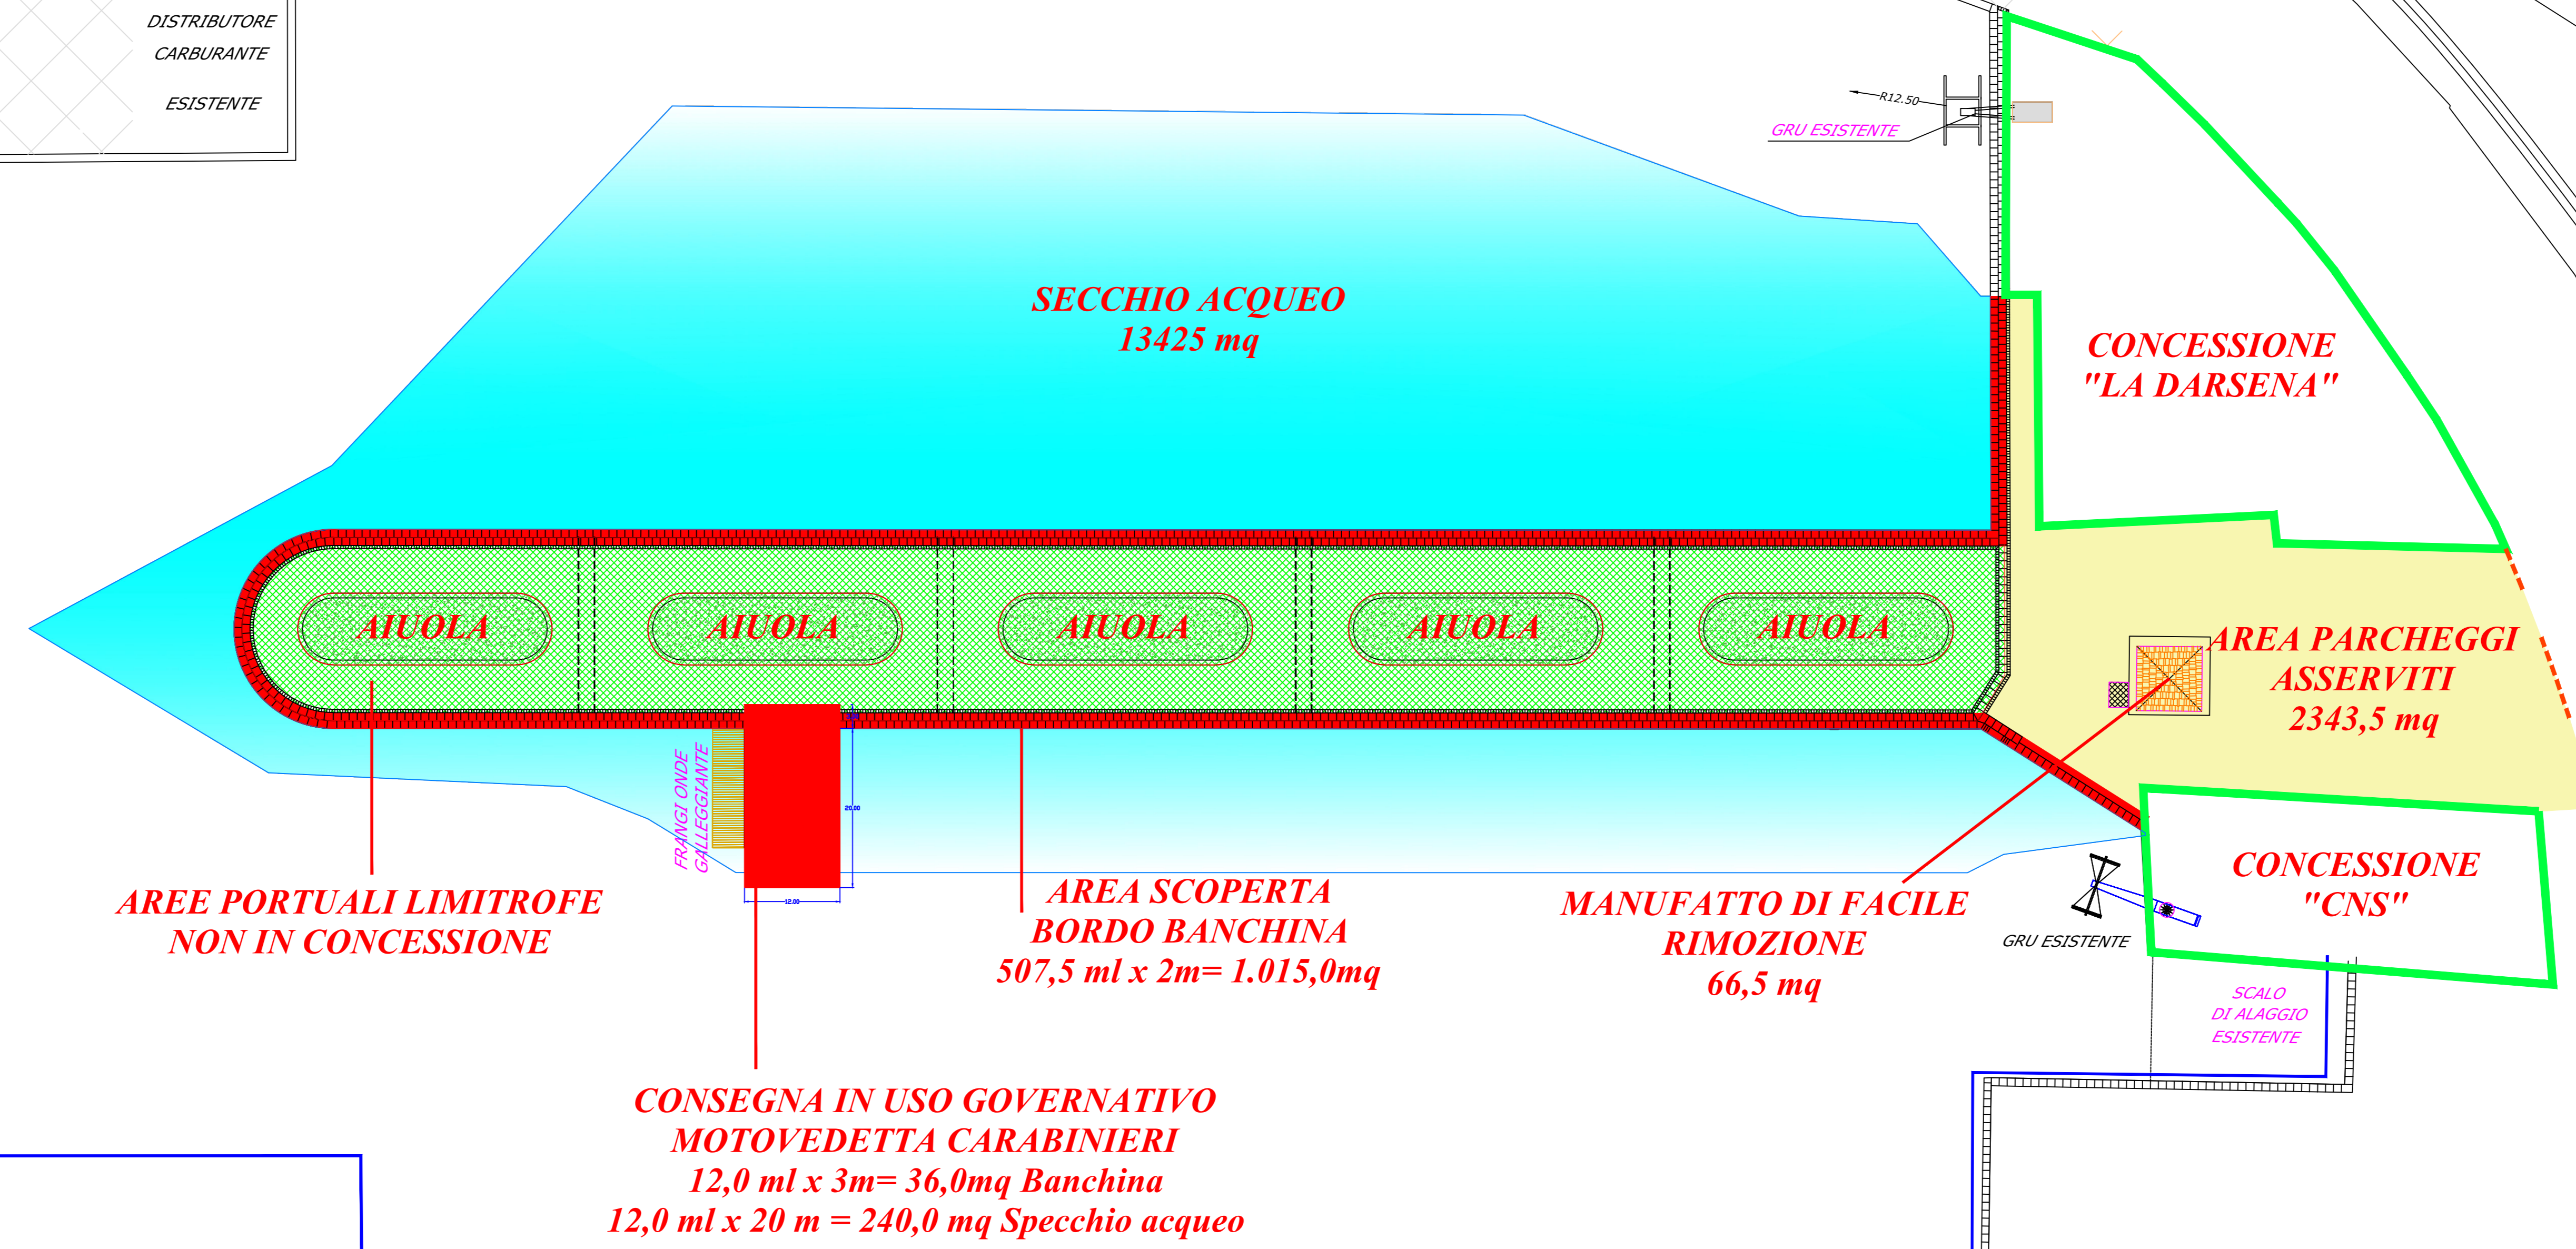 DISTRIBUTORE
CARBURANTE
ESISTENTE
R12.50
GRU ESISTENTE
SECCHIO ACQUEO
13425 mq
CONCESSIONE
"LA DARSENA"
AIUOLA
AIUOLA
AIUOLA
AIUOLA
AIUOLA
AREA PARCHEGGI
ASSERVITI
2343,5 mq
FRANGI ONDE
GALLEGGIANTE
20.00
12.00
AREE PORTUALI LIMITROFE
NON IN CONCESSIONE
AREA SCOPERTA
BORDO BANCHINA
507,5 ml x 2m= 1.015,0mq
MANUFATTO DI FACILE
RIMOZIONE
66,5 mq
CONCESSIONE
"CNS"
GRU ESISTENTE
SCALO
DI ALAGGIO
ESISTENTE
CONSEGNA IN USO GOVERNATIVO
MOTOVEDETTA CARABINIERI
12,0 ml x 3m= 36,0mq Banchina
12,0 ml x 20 m = 240,0 mq Specchio acqueo